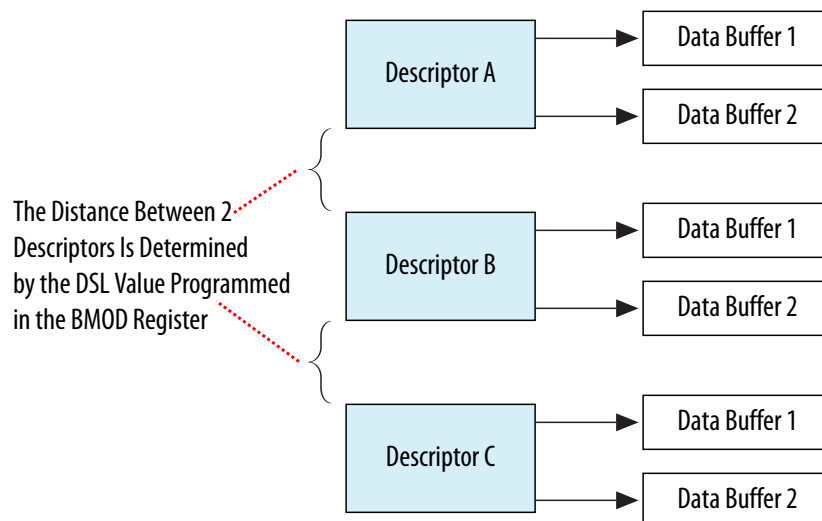 Descriptor A
Data Buffer 1
Data Buffer 2
The Distance Between 2
Descriptors Is Determined
by the DSL Value Programmed
in the BMOD Register
Descriptor B
Data Buffer 1
Data Buffer 2
Descriptor C
Data Buffer 1
Data Buffer 2